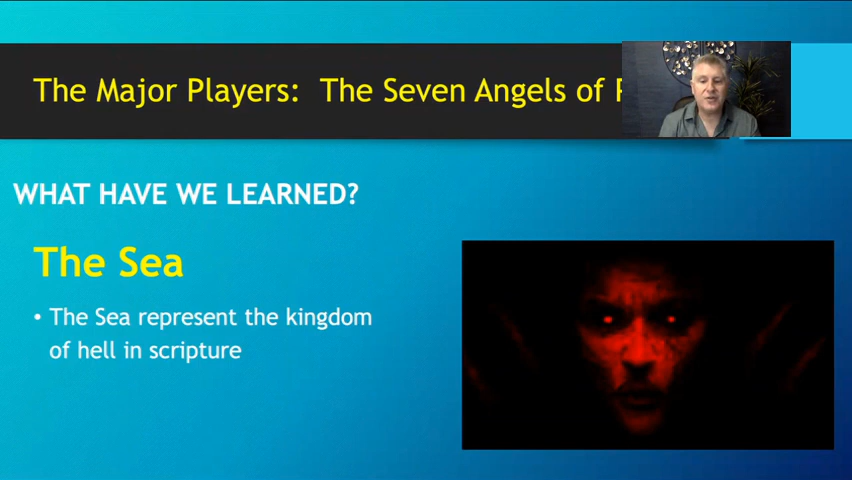 The Major Players: The Seven Angels of
WHAT HAVE WE LEARNED?
The Sea
• The Sea represent the kingdom
of hell in scripture